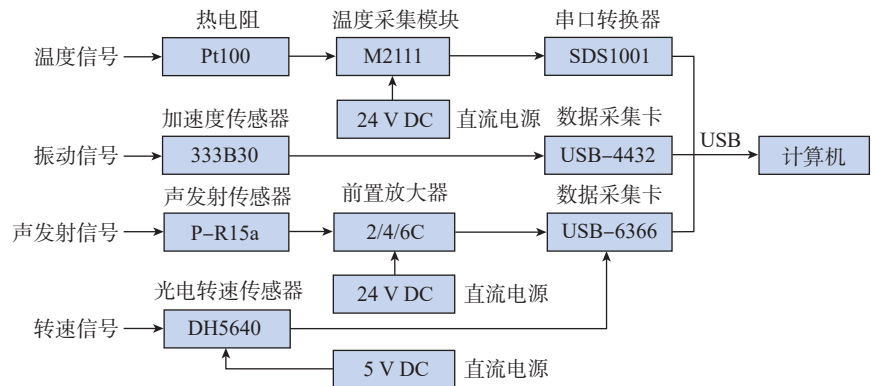 热电阻
温度采集模块
串口转换器
温度信号
Pt100
M2111
SDS1001
24 V DC
直流电源
加速度传感器
数据采集卡
振动信号
333B30
USB-4432
USB
计算机
声发射传感器
前置放大器
数据采集卡
声发射信号
P-R15a
2/4/6C
USB-6366
24 V DC
直流电源
光电转速传感器
转速信号
DH5640
5 V DC
直流电源